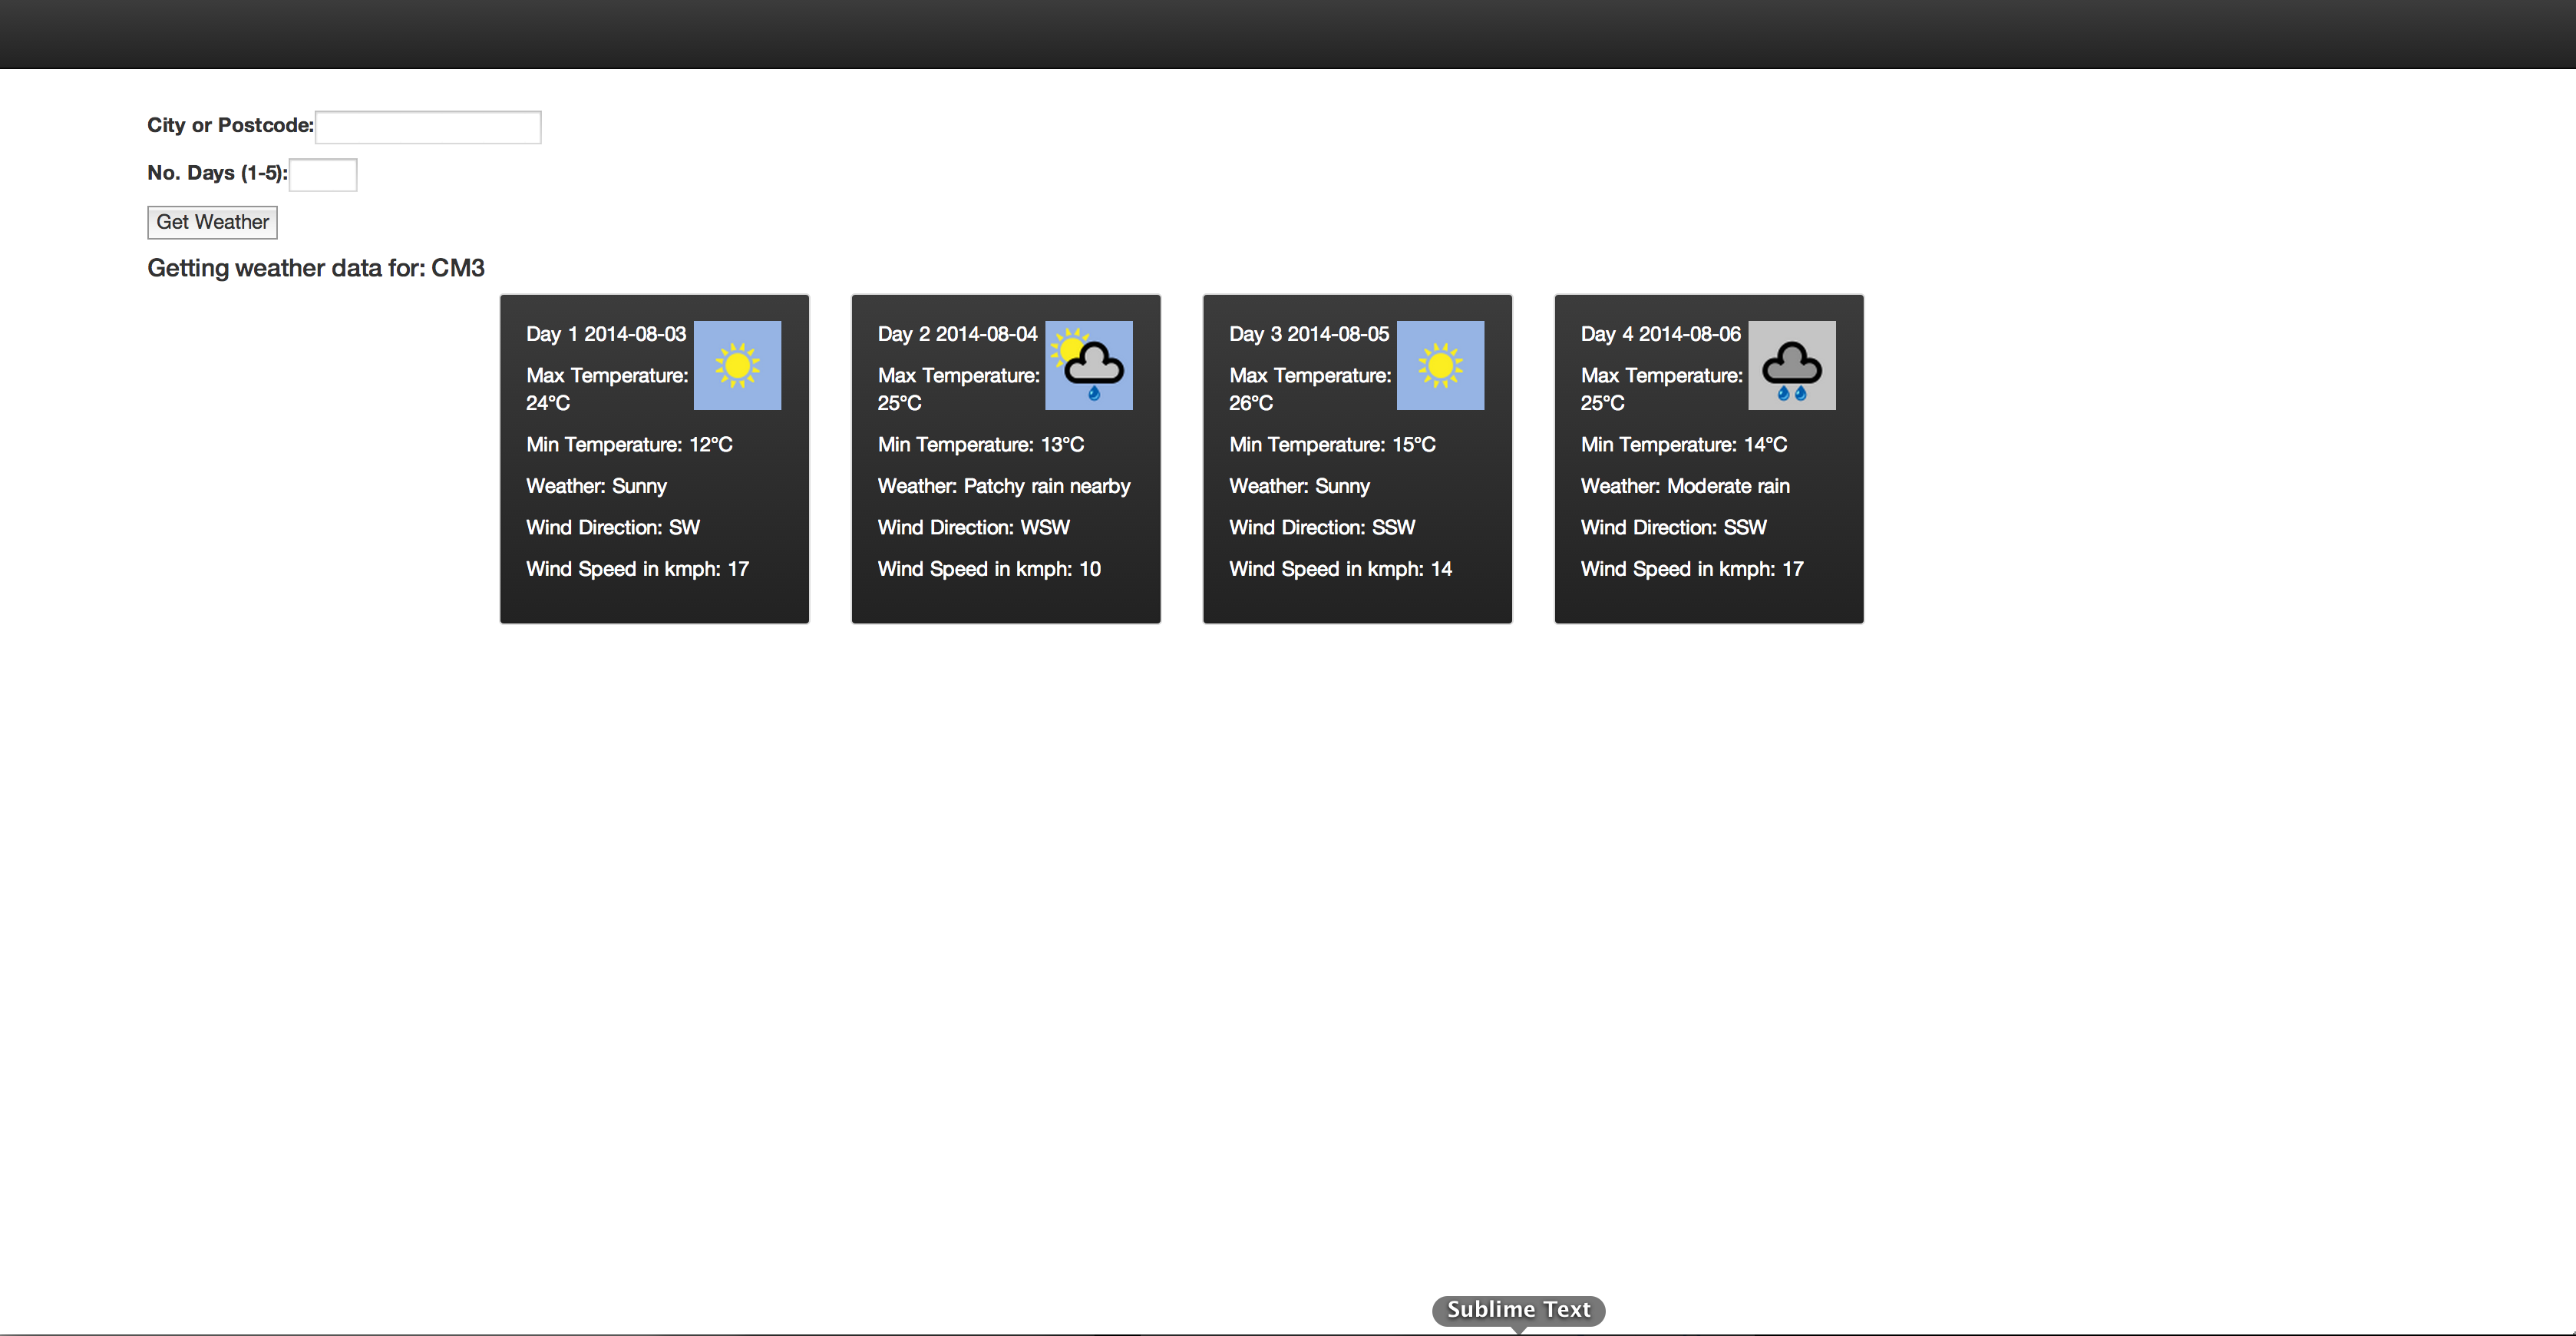 City or Postcode:
No. Days (1-5):
Get Weather
Getting weather data for: CM3
Day 1 2014-08-03
Max Temperature:
24°C
Min Temperature: 12°C
Weather: Sunny
Wind Direction: SW
Wind Speed in kmph: 17
Day 2 2014-08-04
Max Temperature:
25°C
Min Temperature: 13°C
Weather: Patchy rain nearby
Wind Direction: WSW
Wind Speed in kmph: 10
Day 3 2014-08-05
Max Temperature:
26°C
Min Temperature: 15°C
Weather: Sunny
Wind Direction: SSW
Wind Speed in kmph: 14
Day 4 2014-08-06
Max Temperature:
25°C
Min Temperature: 14°C
Weather: Moderate rain
Wind Direction: SSW
Wind Speed in kmph: 17
Sublime Text